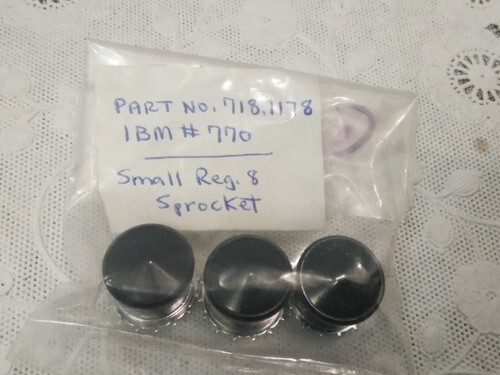 PART NO. 718.1178
IBM # 770
Small Reg. 8
Sprocket